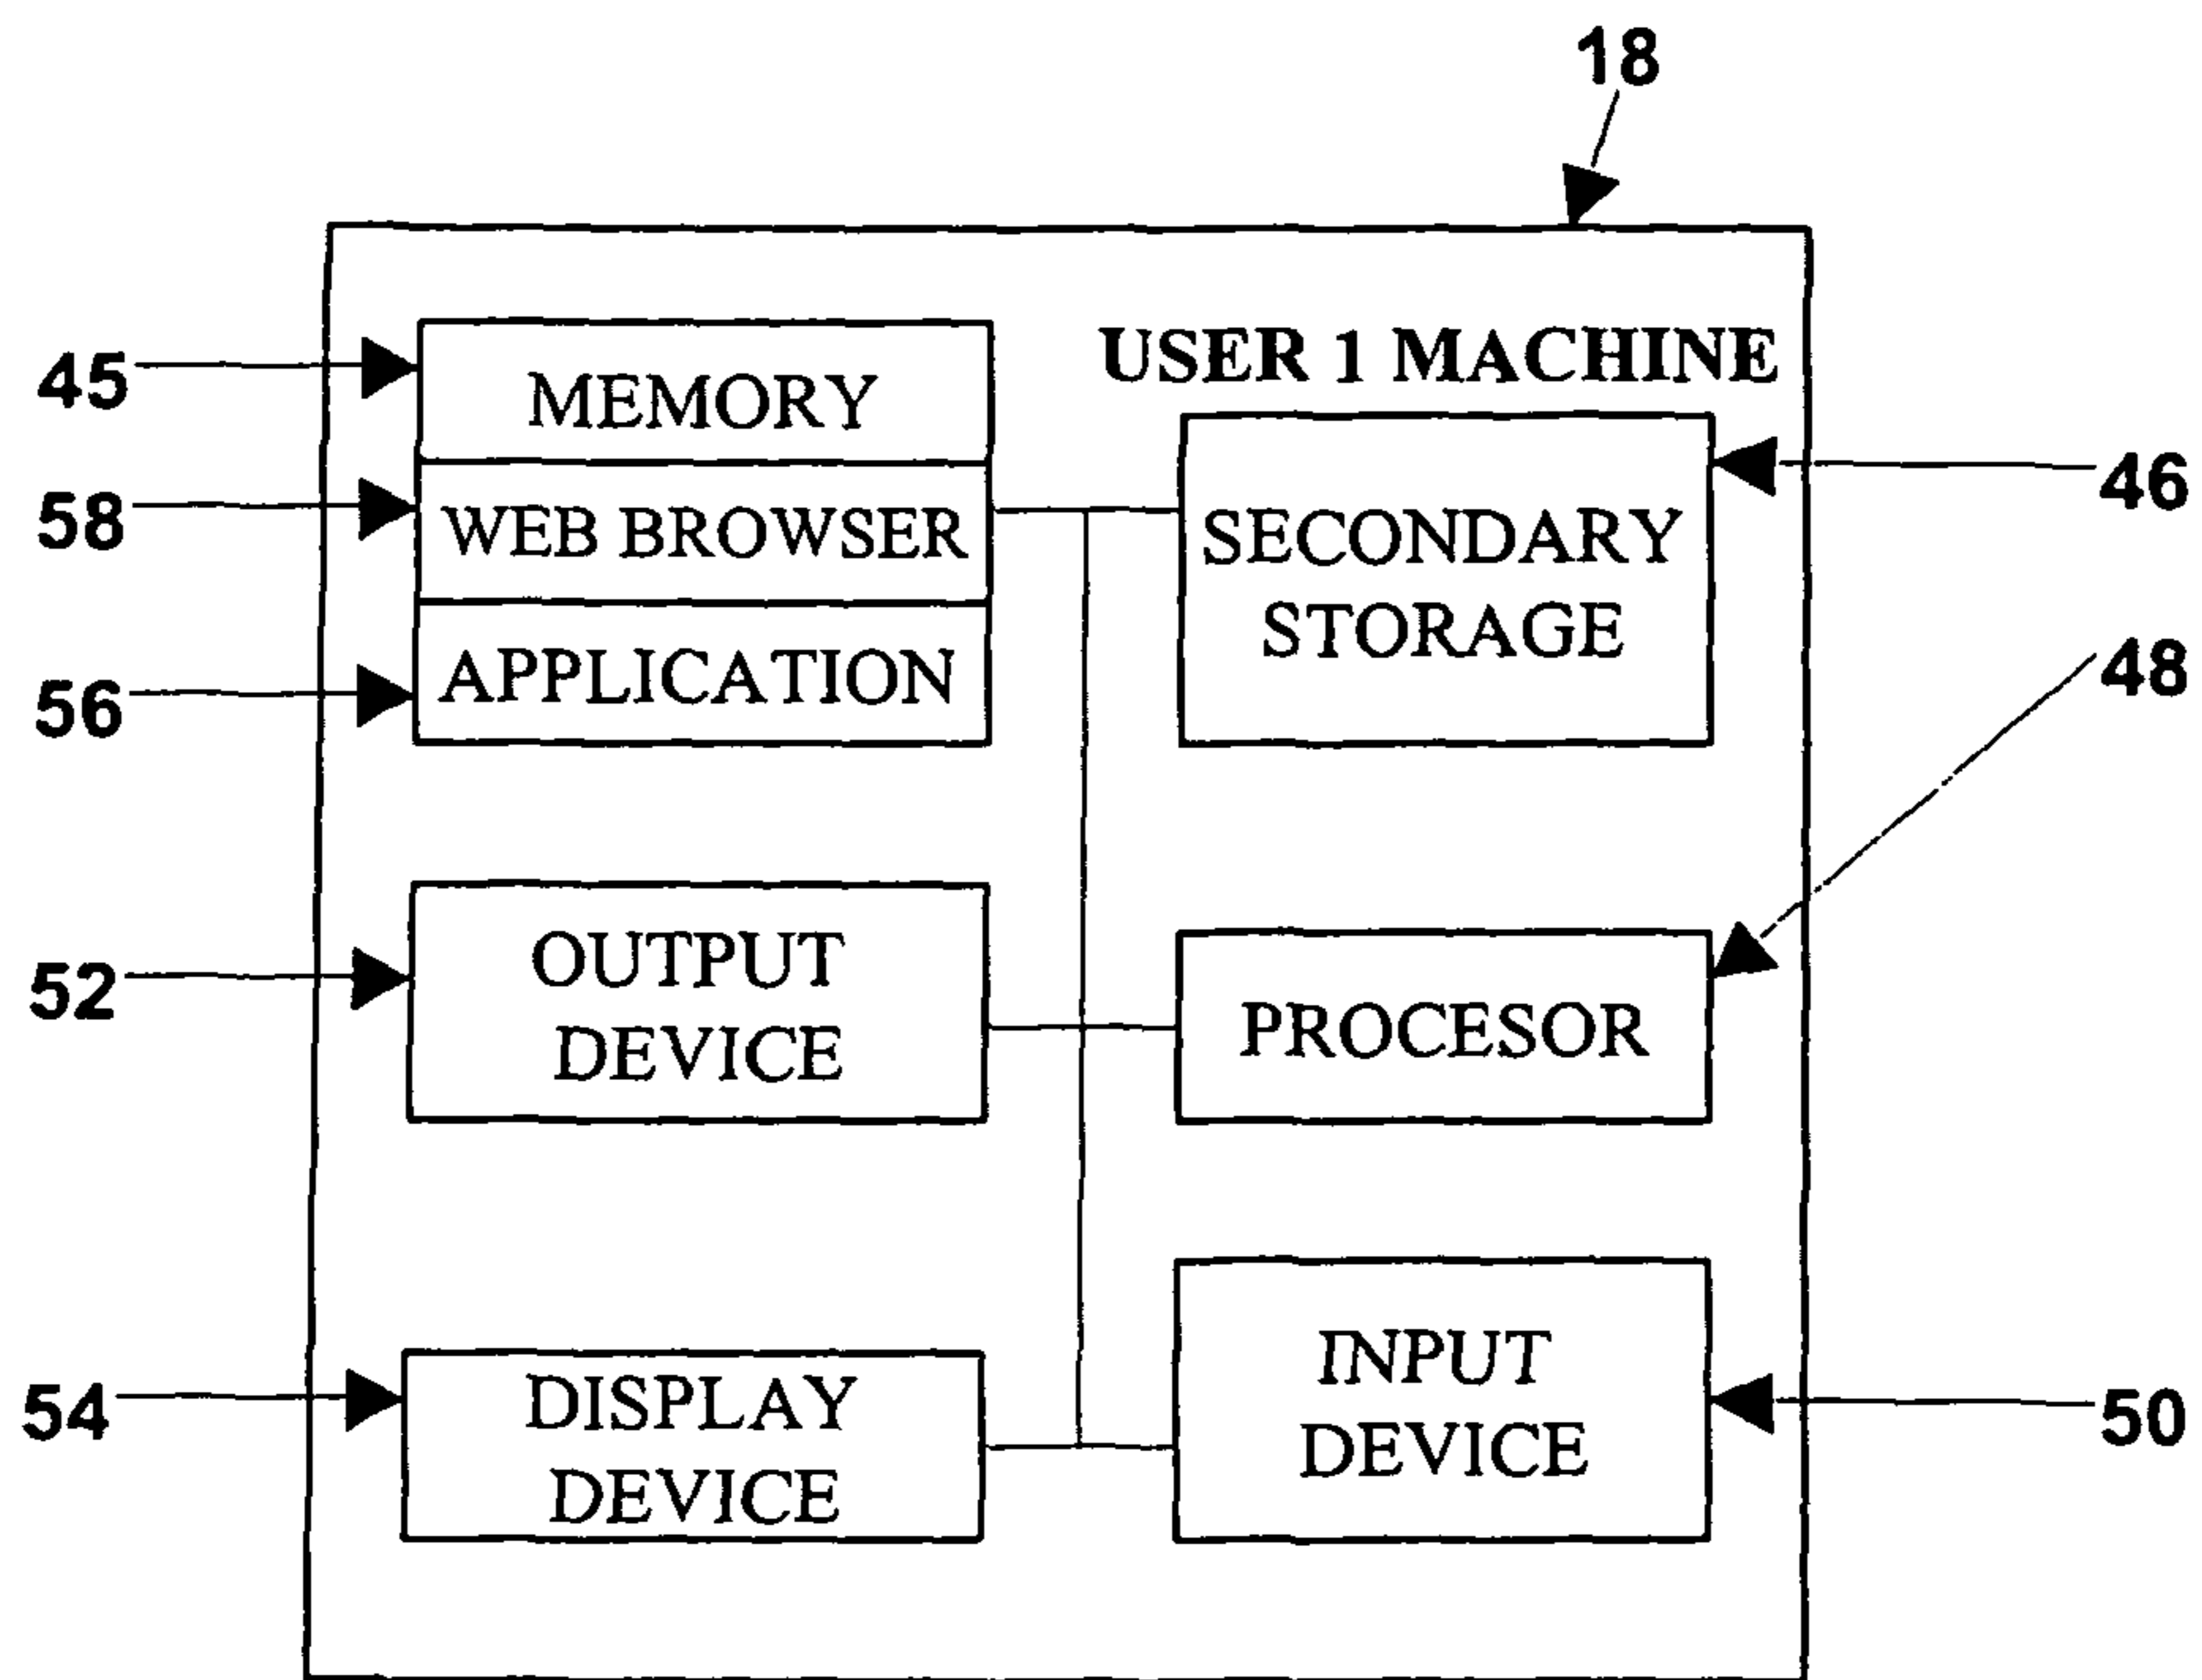 18
USER 1 MACHINE
45
MEMORY
58
WEB BROWSER
56
APPLICATION
46
SECONDARY
STORAGE
48
52
OUTPUT
DEVICE
PROCESOR
54
DISPLAY
DEVICE
INPUT
DEVICE
50